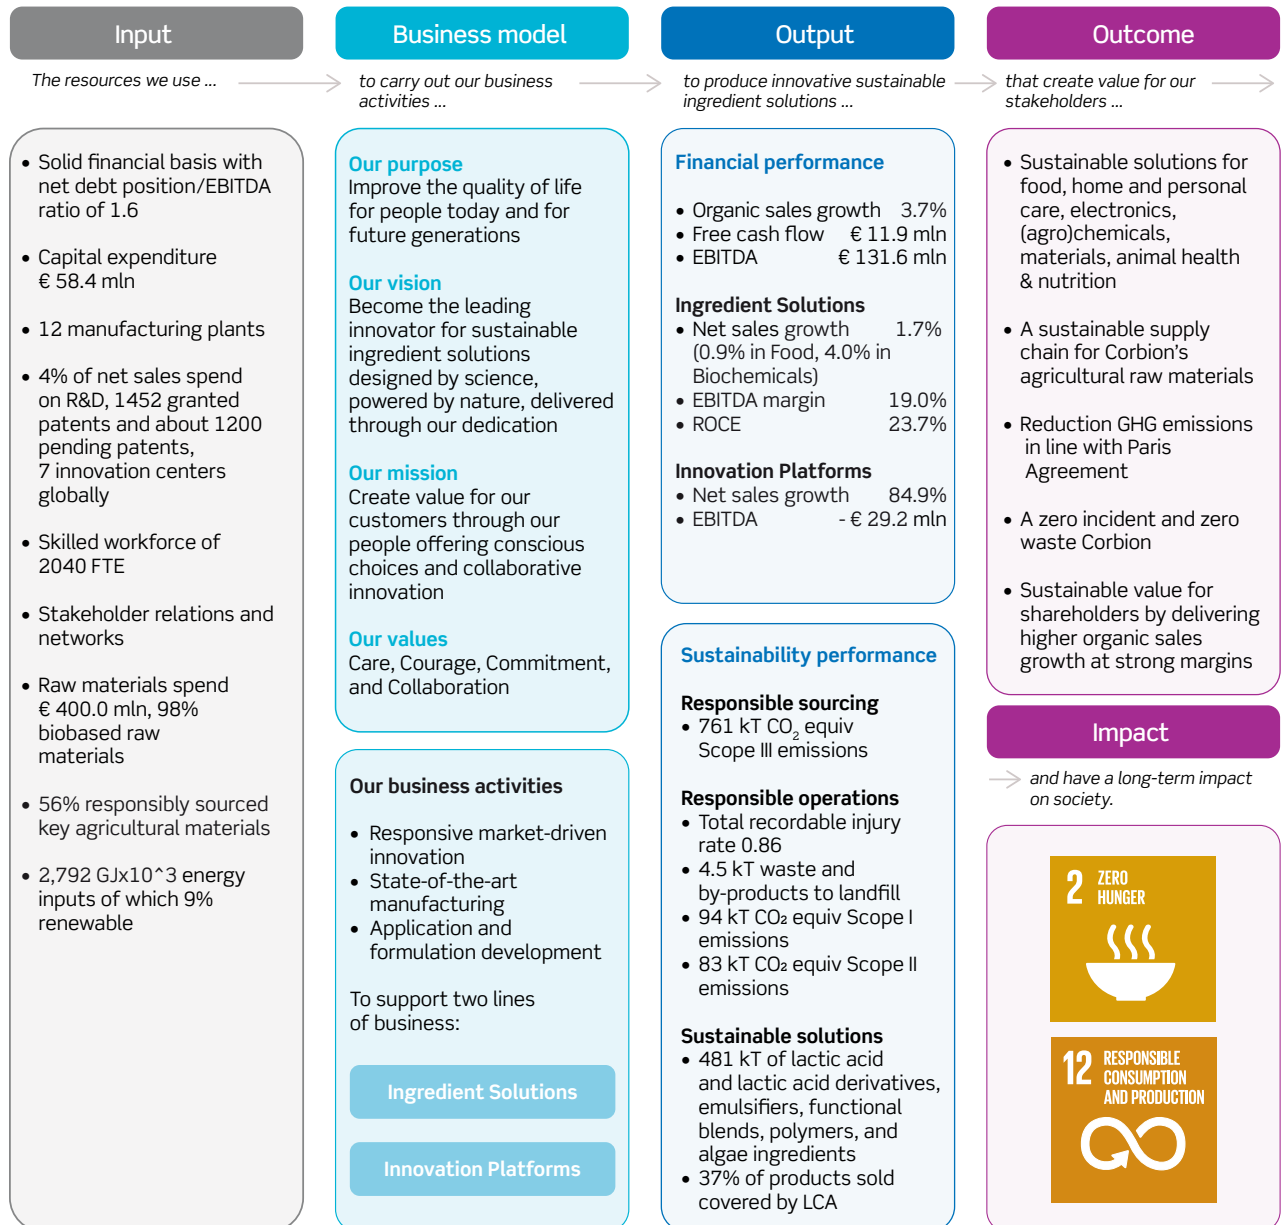 Input
The resources we use ...
• Solid financial basis with
net debt position/EBITDA
ratio of 1.6
• Capital expenditure
€ 58.4 mln
• 12 manufacturing plants
• 4% of net sales spend
on R&D, 1452 granted
patents and about 1200
pending patents,
7 innovation centers
globally
• Skilled workforce of
2040 FTE
• Stakeholder relations and
networks
• Raw materials spend
€ 400.0 mln, 98%
biobased raw
materials
• 56% responsibly sourced
key agricultural materials
• 2,792 GJx10^3 energy
inputs of which 9%
renewable
Business model
to carry out our business
activities ...
Our purpose
Improve the quality of life
for people today and for
future generations
Our vision
Become the leading
innovator for sustainable
ingredient solutions
designed by science,
powered by nature, delivered
through our dedication
Our mission
Create value for our
customers through our
people offering conscious
choices and collaborative
innovation
Our values
Care, Courage, Commitment,
and Collaboration
Our business activities
• Responsive market-driven
innovation
• State-of-the-art
manufacturing
• Application and
formulation development
To support two lines
of business:
Ingredient Solutions
Innovation Platforms
Output
to produce innovative sustainable
ingredient solutions ...
Financial performance
• Organic sales growth 3.7%
• Free cash flow € 11.9 mln
• EBITDA € 131.6 mln
Ingredient Solutions
• Net sales growth 1.7%
(0.9% in Food, 4.0% in
Biochemicals)
• EBITDA margin 19.0%
• ROCE 23.7%
Innovation Platforms
• Net sales growth 84.9%
• EBITDA - € 29.2 mln
Sustainability performance
Responsible sourcing
• 761 kT CO₂ equiv
Scope III emissions
Responsible operations
• Total recordable injury
rate 0.86
• 4.5 kT waste and
by-products to landfill
• 94 kT CO₂ equiv Scope I
emissions
• 83 kT CO₂ equiv Scope II
emissions
Sustainable solutions
• 481 kT of lactic acid
and lactic acid derivatives,
emulsifiers, functional
blends, polymers, and
algae ingredients
• 37% of products sold
covered by LCA
Outcome
that create value for our
stakeholders ...
• Sustainable solutions for
food, home and personal
care, electronics,
(agro)chemicals,
materials, animal health
& nutrition
• A sustainable supply
chain for Corbion's
agricultural raw materials
• Reduction GHG emissions
in line with Paris
Agreement
• A zero incident and zero
waste Corbion
• Sustainable value for
shareholders by delivering
higher organic sales
growth at strong margins
Impact
and have a long-term impact
on society.
2 ZERO
HUNGER
12 RESPONSIBLE
CONSUMPTION
AND PRODUCTION